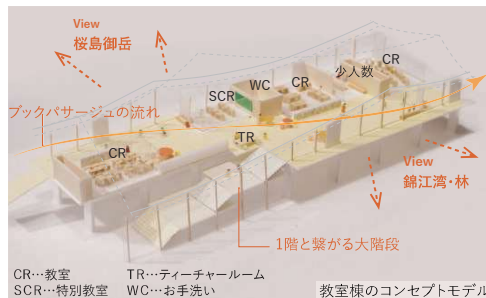 View
桜島御岳
CR
少人数
CR
WC
SCR
ブックパサージュの流れ
TR
CR
View
錦江湾・林
1階と繋がる大階段
CR…教室
TR…ティーチャールーム
SCR…特別教室
WC…お手洗い
教室棟のコンセプトモデル